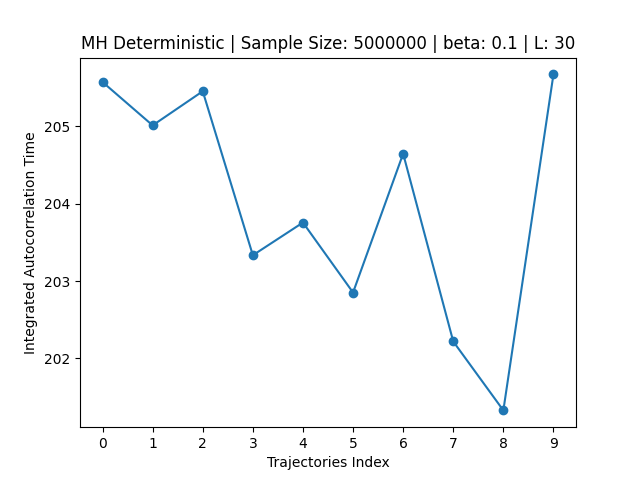 MH Deterministic | Sample Size: 5000000 | beta: 0.1 | L: 30
Integrated Autocorrelation Time
205
204
203
202
0 1 2 3 4 5 6 7 8 9
Trajectories Index